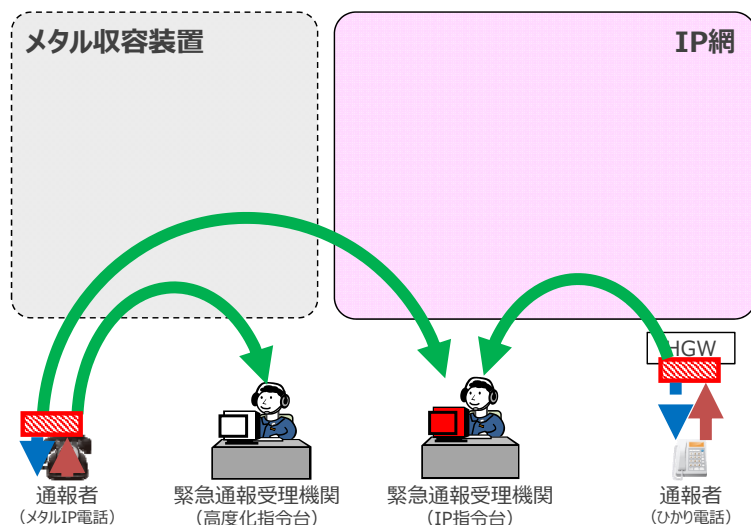 メタル収容装置
IP網
HGW
通報者
（メタルIP電話）
緊急通報受理機関
（高度化指令台）
緊急通報受理機関
（IP指令台）
通報者
（ひかり電話）